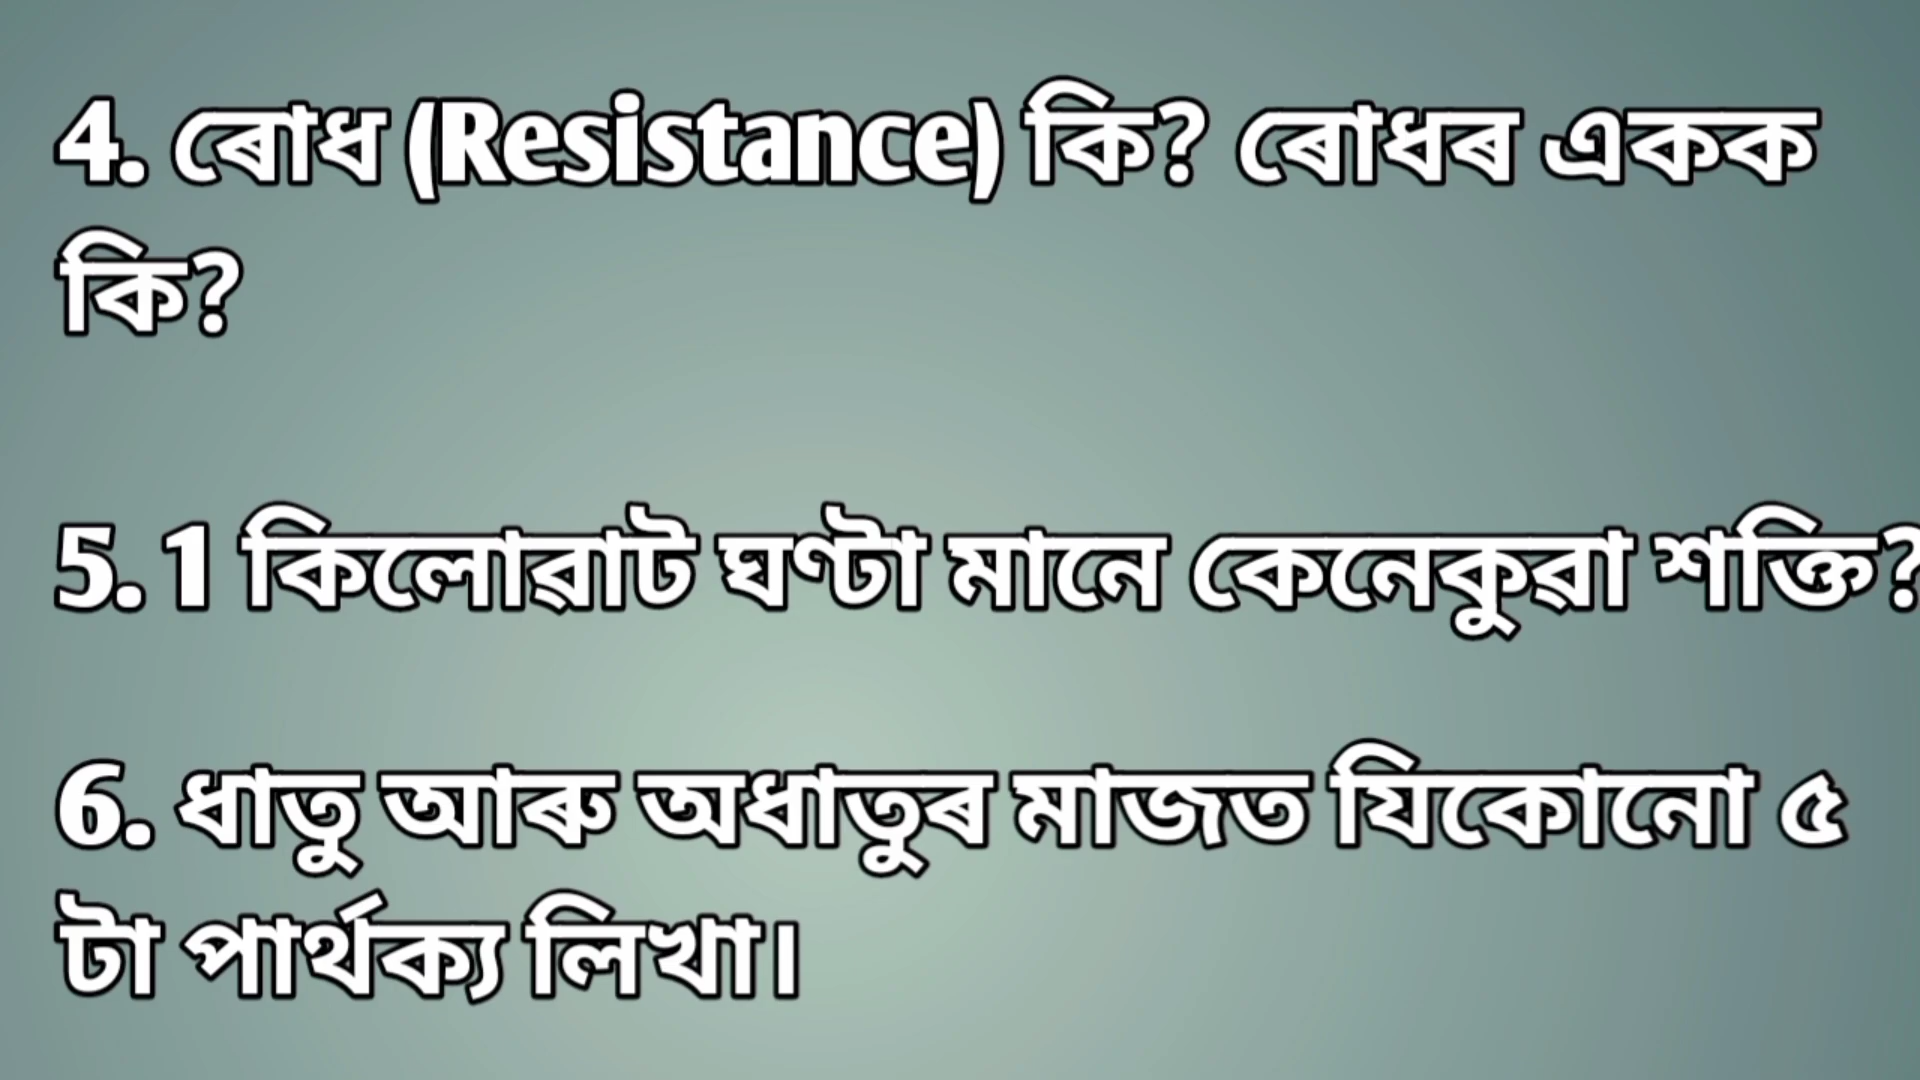 4. ৰোধ (Resistance) কি? ৰোধৰ একক
কি?
5. 1 কিলোৱাট ঘণ্টা মানে কেনেকুৱা শক্তি?
6. ধাতু আৰু অধাতুৰ মাজত যিকোনো ৫
টা পাৰ্থক্য লিখা।